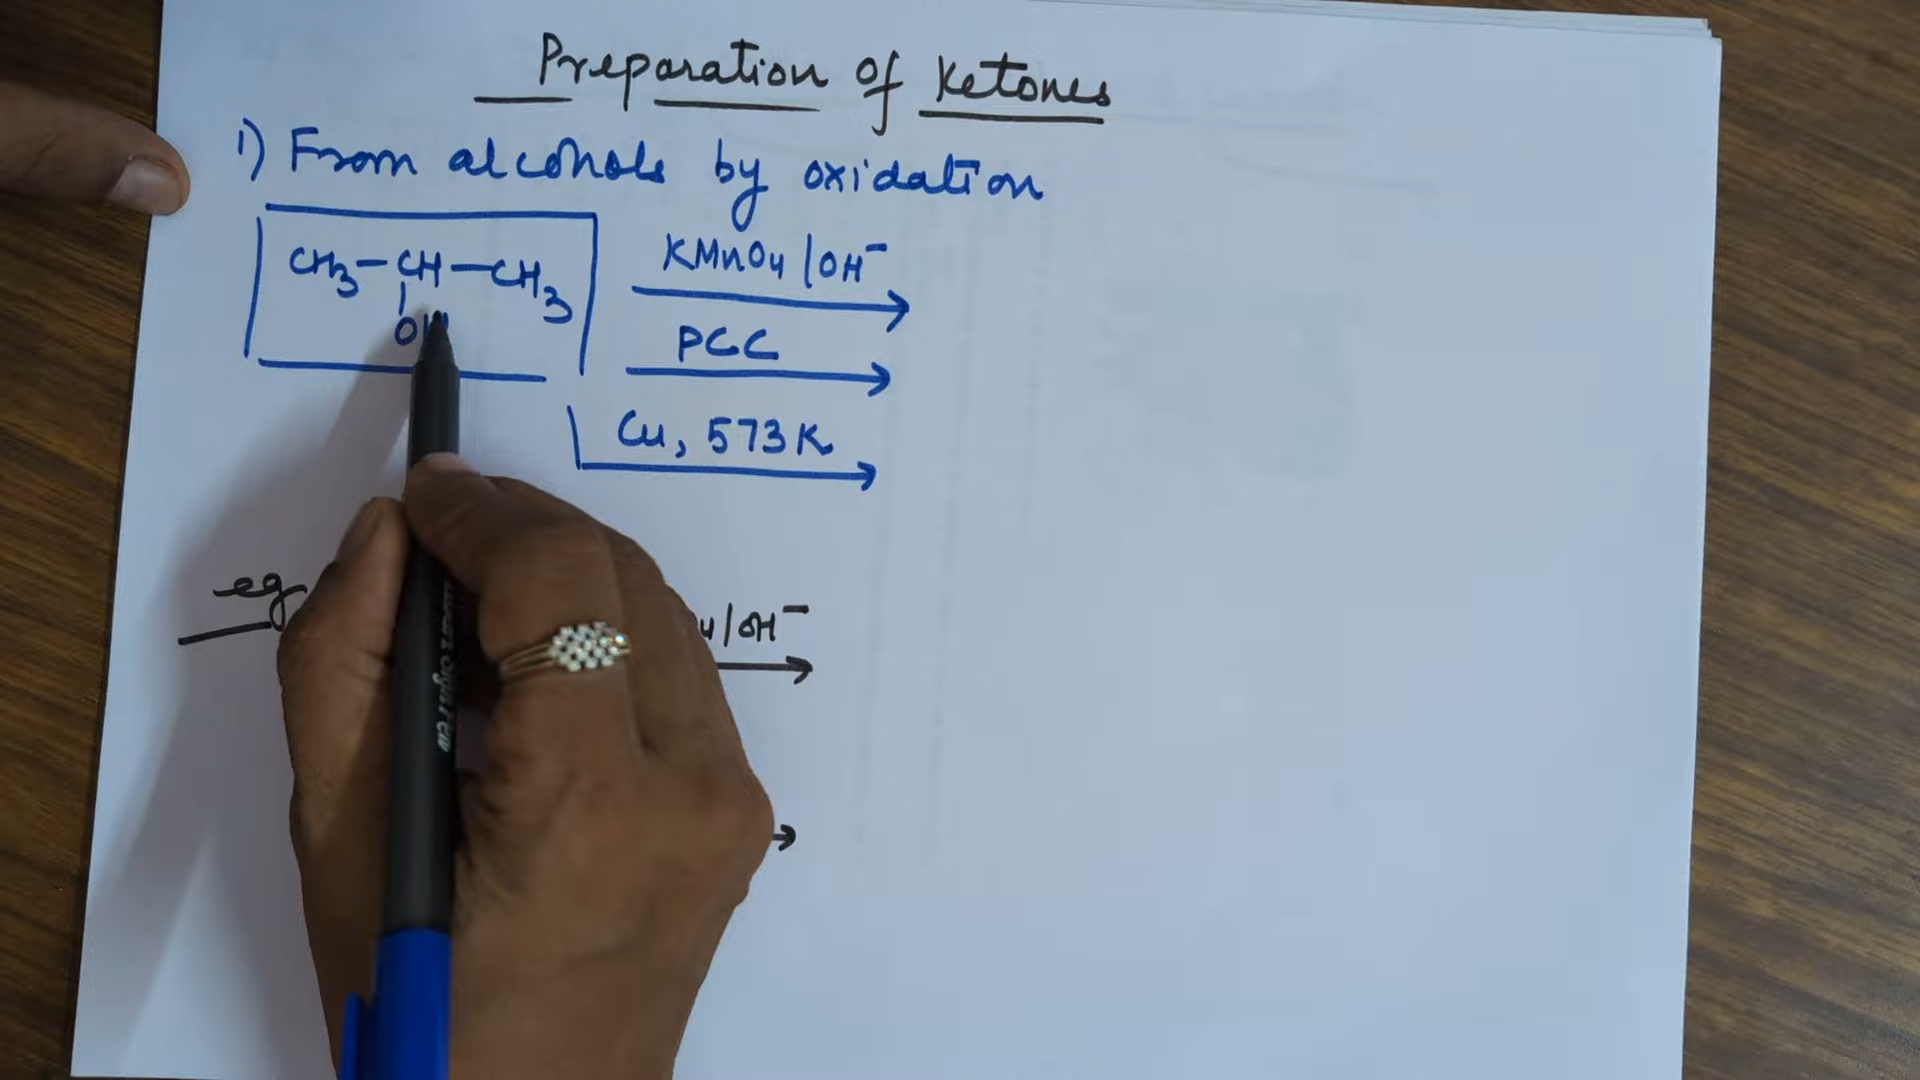 Preparation of Ketones
1) From alcohols by oxidation
CH3-CH-CH3
OH
KMnO4/OH-
PCC
Cu, 573K
eg
4/OH-